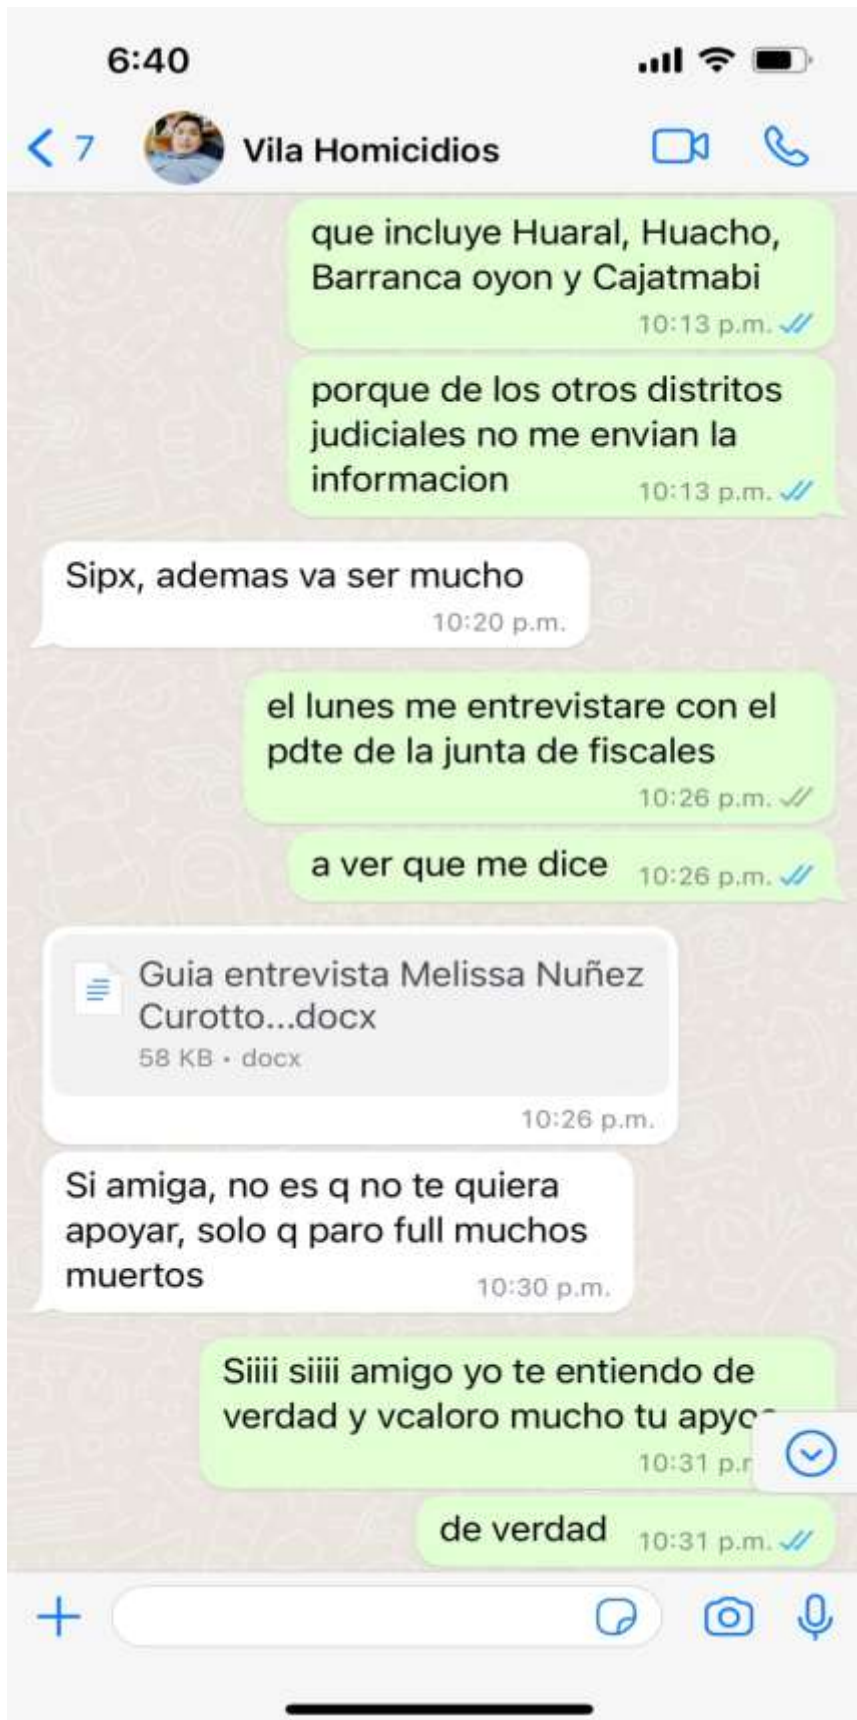 6:40
7
Vila Homicidios
que incluye Huaral, Huacho,
Barranca oyon y Cajatmabi
10:13 p.m.
porque de los otros distritos
judiciales no me envian la
informacion
10:13 p.m.
Sipx, ademas va ser mucho
10:20 p.m.
el lunes me entrevistare con el
pdte de la junta de fiscales
10:26 p.m.
a ver que me dice
10:26 p.m.
Guia entrevista Melissa Nuñez
Curotto...docx
58 KB • docx
10:26 p.m.
Si amiga, no es q no te quiera
apoyar, solo q paro full muchos
muertos
10:30 p.m.
Siiii siiii amigo yo te entiendo de
verdad y vcaloro mucho tu
10:31
de verdad
10:31 p.m.